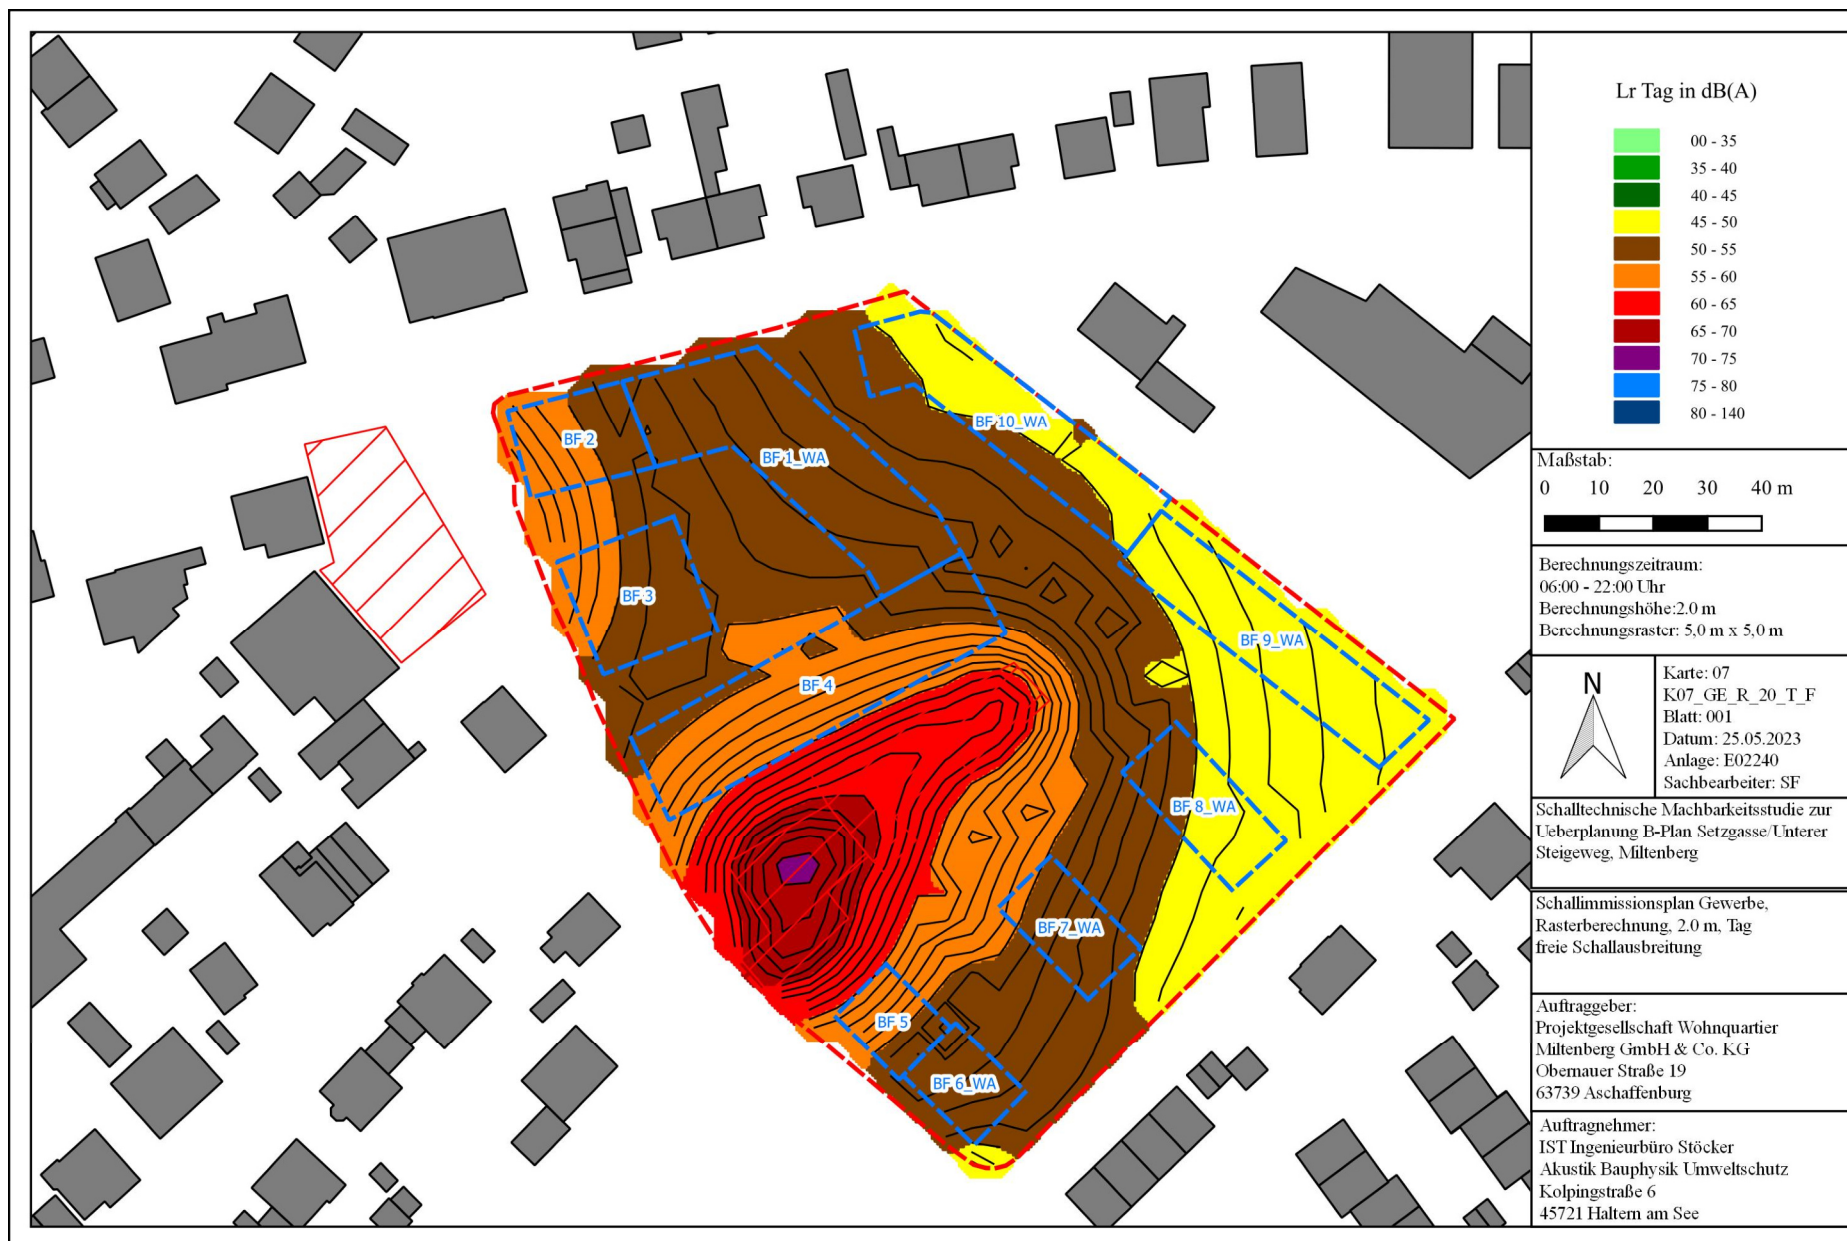 Lr Tag in dB(A)
00 - 35
35 - 40
40 - 45
45 - 50
50 - 55
55 - 60
60 - 65
65 - 70
70 - 75
75 - 80
80 - 140
Maßstab:
0 10 20 30 40 m
Berechnungszeitraum:
06:00 - 22:00 Uhr
Berechnungshöhe:2.0 m
Berechnungsraster: 5,0 m x 5,0 m
N
Karte: 07
K07_GE_R_20_T_F
Blatt: 001
Datum: 25.05.2023
Anlage: E02240
Sachbearbeiter: SF
Schalltechnische Machbarkeitsstudie zur
Ueberplanung B-Plan Setzgasse/Unterer
Steigeweg, Miltenberg
Schallimmissionsplan Gewerbe,
Rasterberechnung, 2.0 m, Tag
freie Schallausbreitung
Auftraggeber:
Projektgesellschaft Wohnquartier
Miltenberg GmbH & Co. KG
Obernauer Straße 19
63739 Aschaffenburg
Auftragnehmer:
IST Ingenieurbüro Stöcker
Akustik Bauphysik Umweltschutz
Kolpingstraße 6
45721 Haltern am See
BF 10_WA
BF 2
BF 1_WA
BF 3
BF 9_WA
BF 4
BF 8_WA
BF 7_WA
BF 5
BF 6_WA